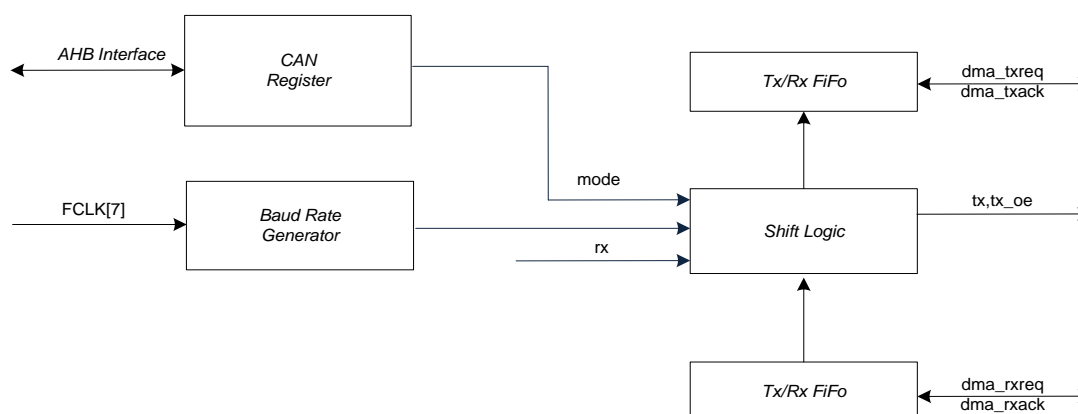 AHB Interface
CAN
Register
Tx/Rx FiFo
dma_txreq
dma_txack
mode
FCLK[7]
Baud Rate
Generator
Shift Logic
tx,tx_oe
rx
Tx/Rx FiFo
dma_rxreq
dma_rxack